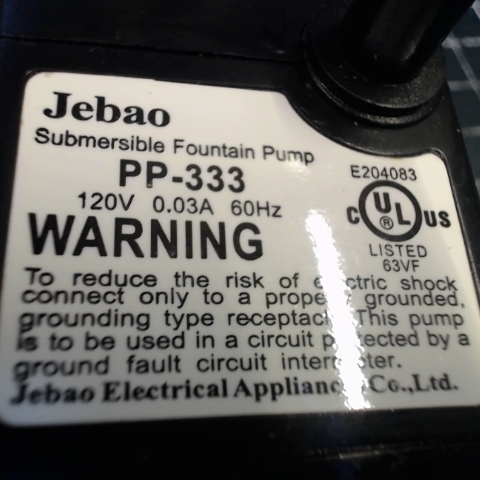 Jebao
Submersible Fountain Pump
PP-333
120V 0.03A 60Hz
E204083
C UL ® US
LISTED
63VF
WARNING
To reduce the risk of electric shock
connect only to a grounded,
grounding type This pump
is to be used in a circuit protected by a
ground fault circuit
Jebao Electrical Co.,Ltd.